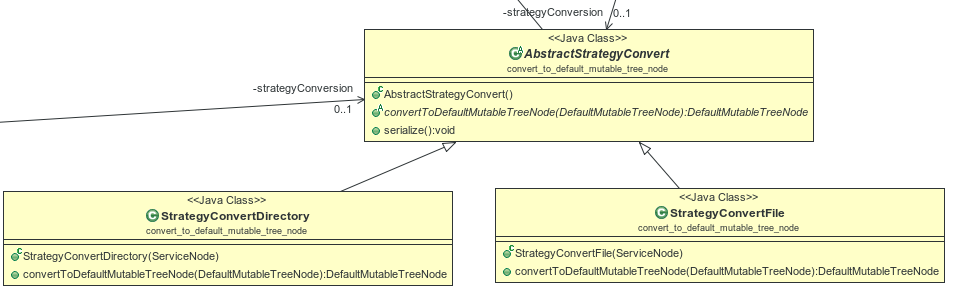 -strategyConversion 0..1
<<Java Class>>
AbstractStrategyConvert
convert_to_default_mutable_tree_node
-strategyConversion
0..1
AbstractStrategyConvert()
convertToDefaultMutableTreeNode(DefaultMutableTreeNode):DefaultMutableTreeNode
serialize():void
<<Java Class>>
StrategyConvertDirectory
convert_to_default_mutable_tree_node
StrategyConvertDirectory(ServiceNode)
convertToDefaultMutableTreeNode(DefaultMutableTreeNode):DefaultMutableTreeNode
<<Java Class>>
StrategyConvertFile
convert_to_default_mutable_tree_node
StrategyConvertFile(ServiceNode)
convertToDefaultMutableTreeNode(DefaultMutableTreeNode):DefaultMutableTreeNode